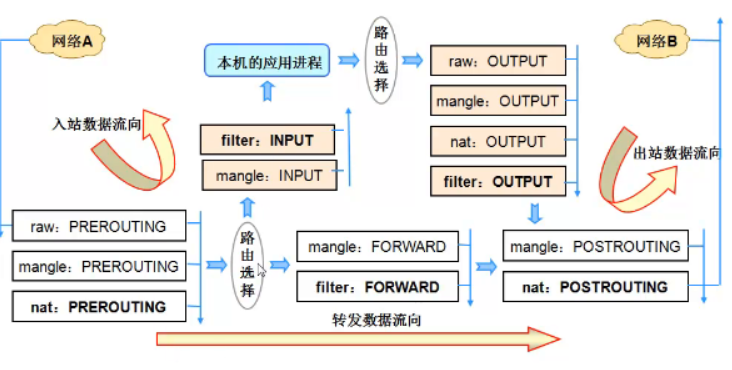 网络A
本机的应用进程
路由选择
raw：OUTPUT
mangle：OUTPUT
nat：OUTPUT
filter：OUTPUT
网络B
入站数据流向
filter：INPUT
mangle：INPUT
出站数据流向
raw：PREROUTING
mangle：PREROUTING
nat：PREROUTING
路由选择
mangle：FORWARD
filter：FORWARD
mangle：POSTROUTING
nat：POSTROUTING
转发数据流向